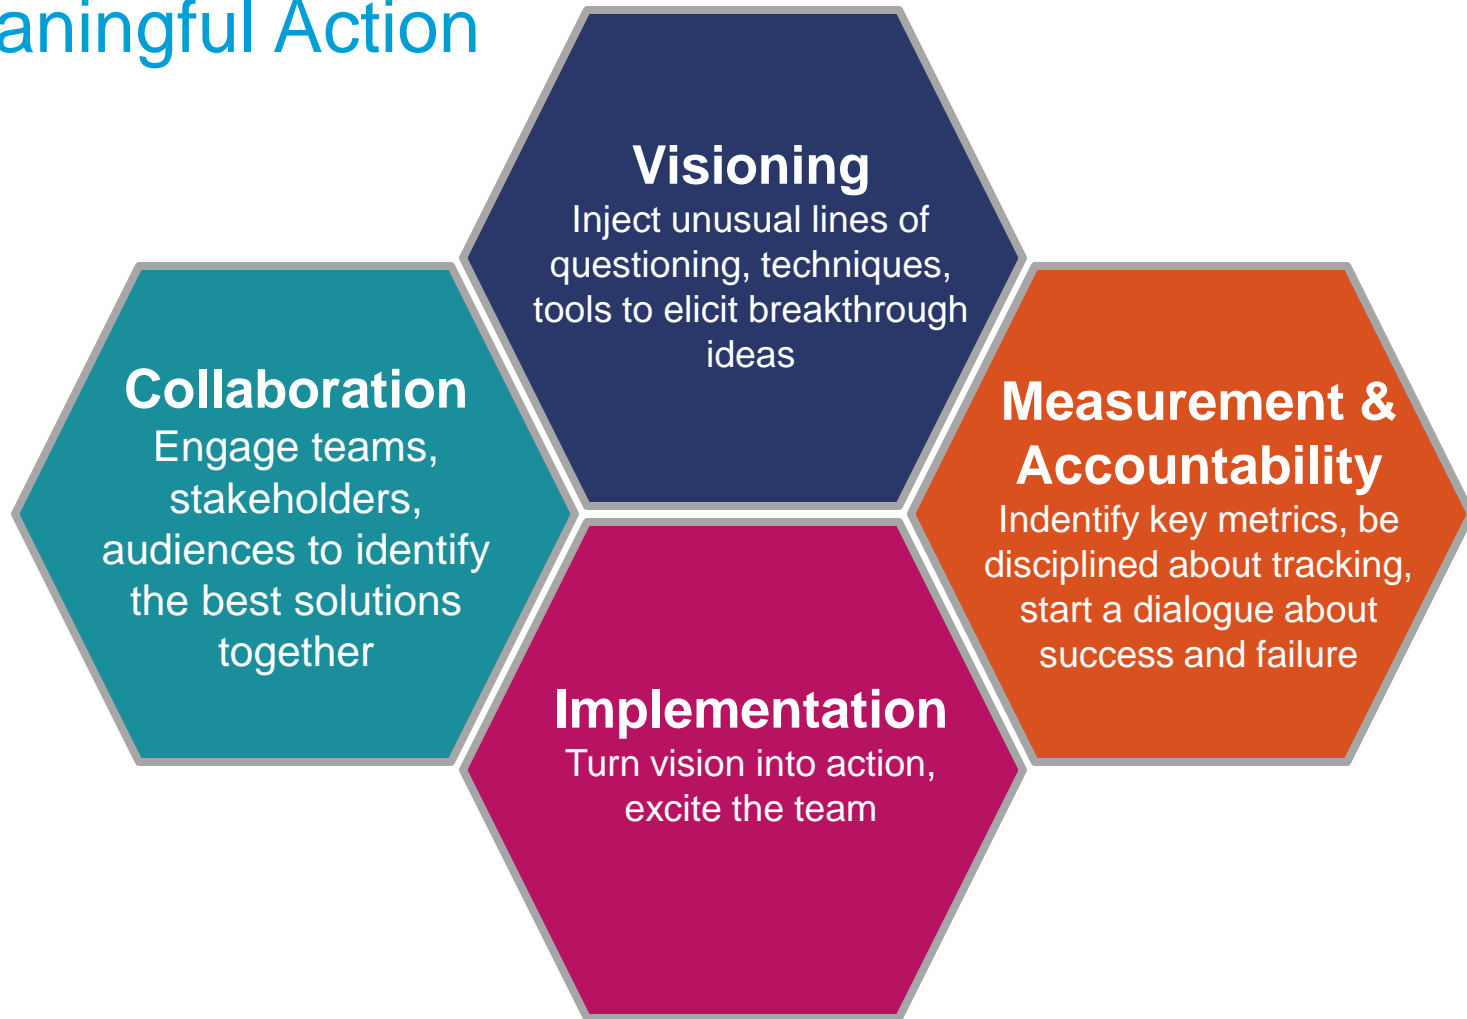 aningful Action
Visioning
Inject unusual lines of
questioning, techniques,
tools to elicit breakthrough
ideas
Collaboration
Engage teams,
stakeholders,
audiences to identify
the best solutions
together
Measurement &
Accountability
Indentify key metrics, be
disciplined about tracking,
start a dialogue about
success and failure
Implementation
Turn vision into action,
excite the team